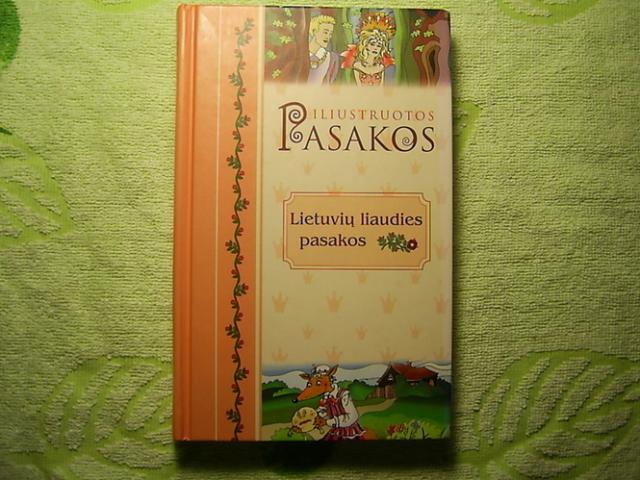 ILIUSTRUOTOS
PASAKOS
Lietuvių liaudies
pasakos